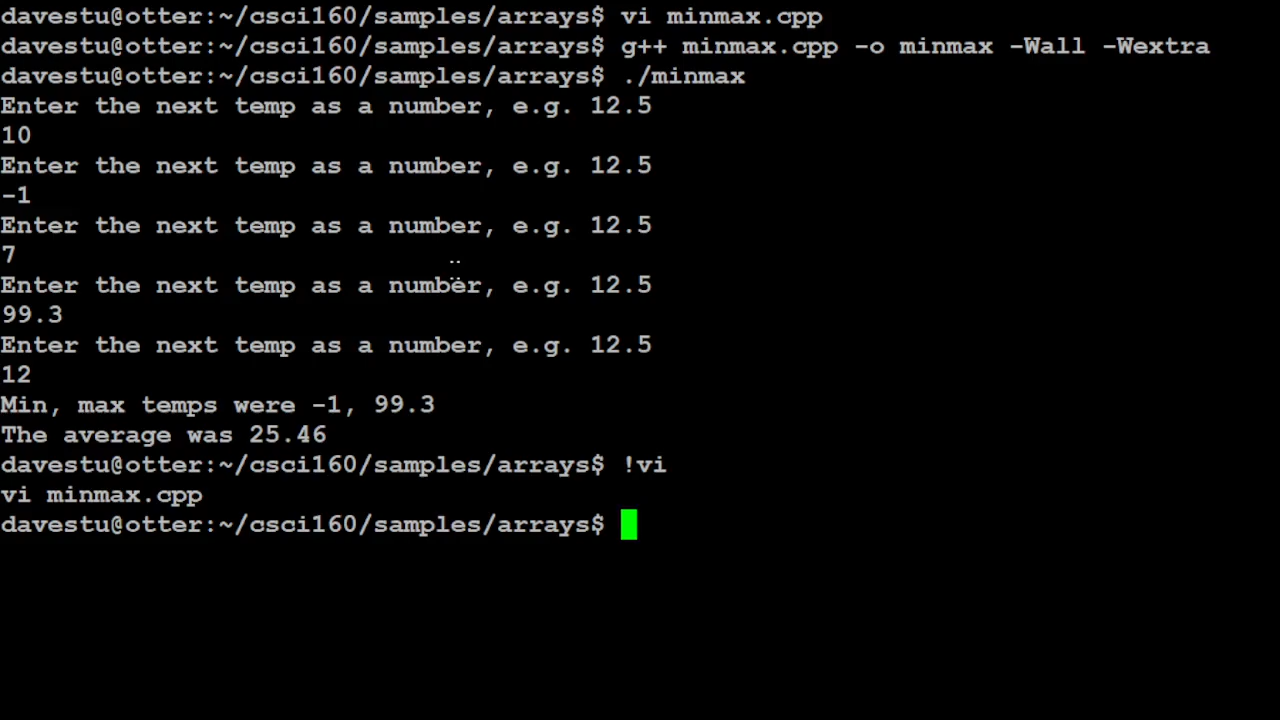 davestu@otter:~/csci160/samples/arrays$ vi minmax.cpp
davestu@otter:~/csci160/samples/arrays$ g++ minmax.cpp -o minmax -Wall -Wextra
davestu@otter:~/csci160/samples/arrays$ ./minmax
Enter the next temp as a number, e.g. 12.5
10
Enter the next temp as a number, e.g. 12.5
-1
Enter the next temp as a number, e.g. 12.5
7
Enter the next temp as a number, e.g. 12.5
99.3
Enter the next temp as a number, e.g. 12.5
12
Min, max temps were -1, 99.3
The average was 25.46
davestu@otter:~/csci160/samples/arrays$ !vi
vi minmax.cpp
davestu@otter:~/csci160/samples/arrays$